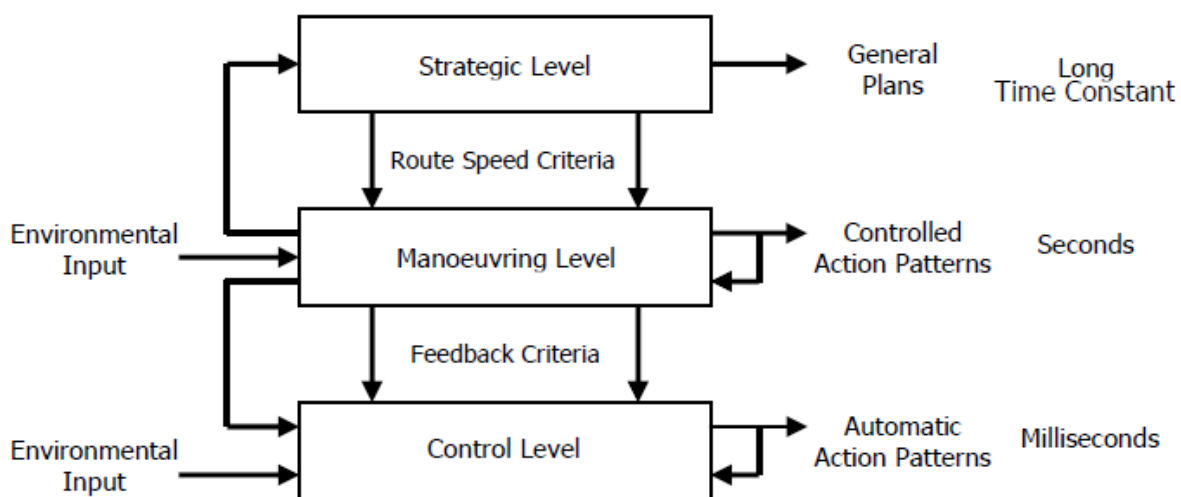 Strategic Level
General
Plans
Long
Time Constant
Route Speed Criteria
Environmental
Input
Manoeuvring Level
Controlled
Action Patterns
Seconds
Feedback Criteria
Environmental
Input
Control Level
Automatic
Action Patterns
Milliseconds